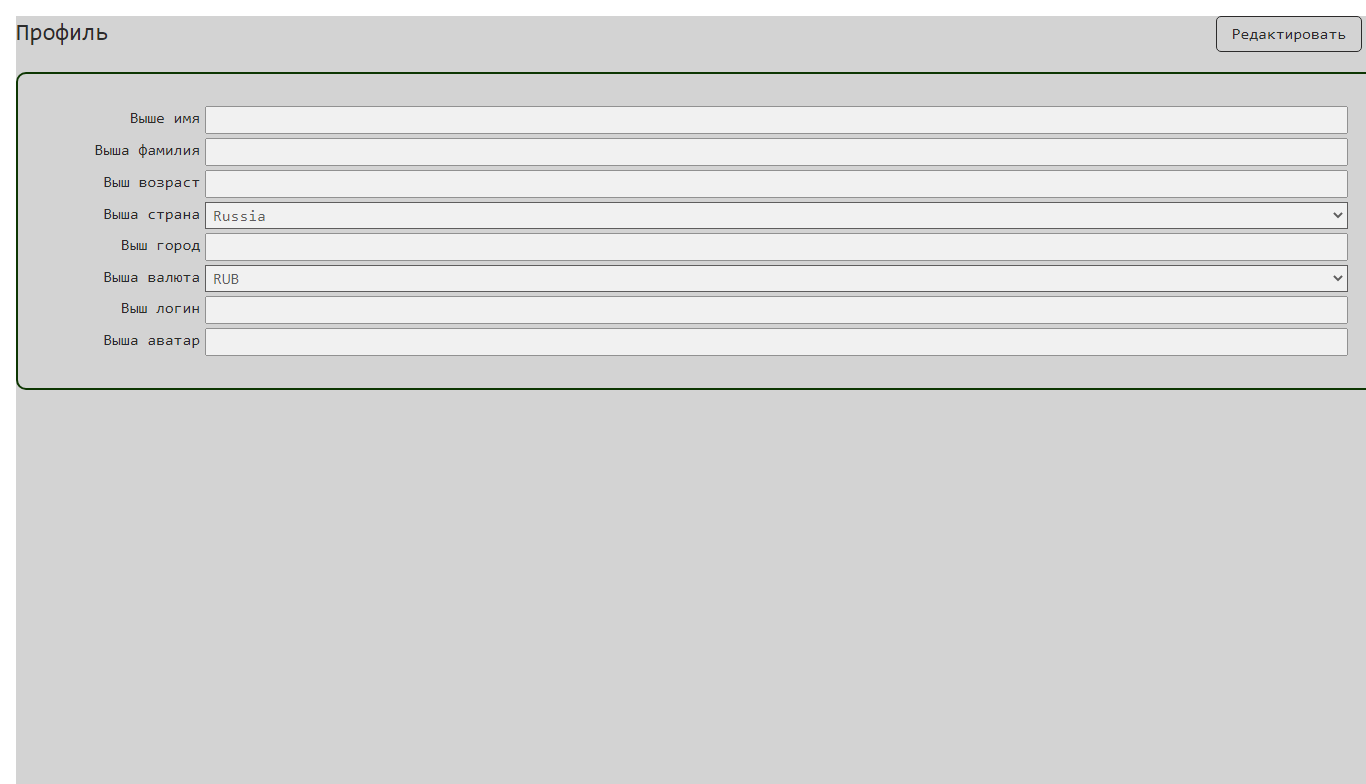 Профиль
Редактировать
Выше имя
Выша фамилия
Выш возраст
Выша страна Russia
Выш город
Выша валюта RUB
Выш логин
Выша аватар